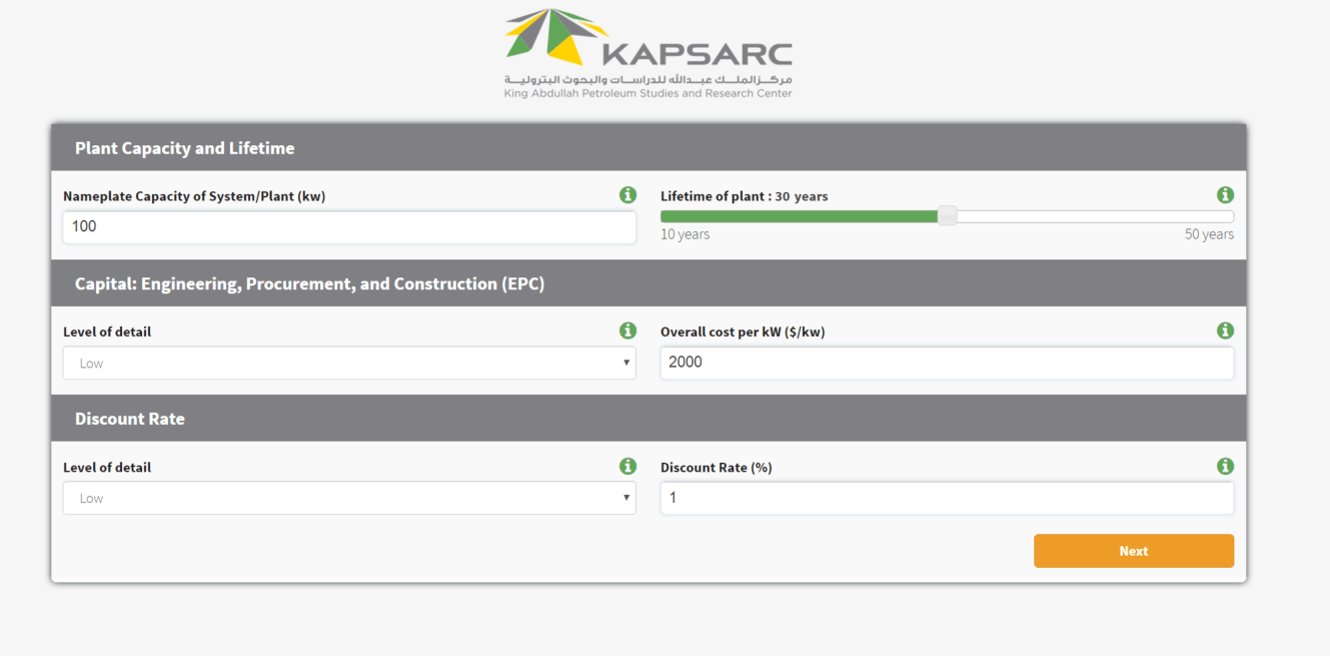 KAPSARC
مركز الملك عبدالله للدراسات والبحوث البترولية
King Abdullah Petroleum Studies and Research Center
Plant Capacity and Lifetime
Nameplate Capacity of System/Plant (kw)
100
Lifetime of plant : 30 years
10 years
50 years
Capital: Engineering, Procurement, and Construction (EPC)
Level of detail
Low
Overall cost per kW ($/kw)
2000
Discount Rate
Level of detail
Low
Discount Rate (%)
1
Next